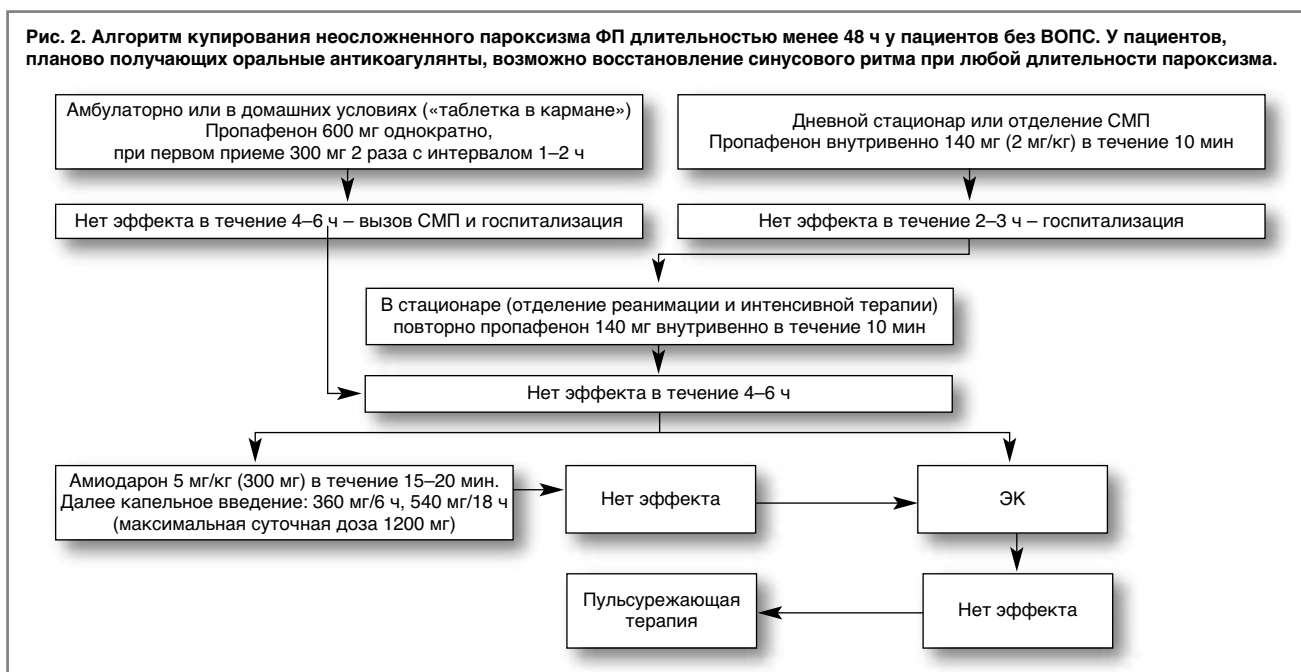 Рис. 2. Алгоритм купирования неосложненного пароксизма ФП длительностью менее 48 ч у пациентов без ВОПС. У пациентов,
планово получающих оральные антикоагулянты, возможно восстановление синусового ритма при любой длительности пароксизма.
Амбулаторно или в домашних условиях («таблетка в кармане»)
Пропафенон 600 мг однократно,
при первом приеме 300 мг 2 раза с интервалом 1–2 ч
Дневной стационар или отделение СМП
Пропафенон внутривенно 140 мг (2 мг/кг) в течение 10 мин
Нет эффекта в течение 4–6 ч – вызов СМП и госпитализация
Нет эффекта в течение 2–3 ч – госпитализация
В стационаре (отделение реанимации и интенсивной терапии)
повторно пропафенон 140 мг внутривенно в течение 10 мин
Нет эффекта в течение 4–6 ч
Амиодарон 5 мг/кг (300 мг) в течение 15–20 мин.
Далее капельное введение: 360 мг/6 ч, 540 мг/18 ч
(максимальная суточная доза 1200 мг)
Нет эффекта
ЭК
Пульсурежающая
терапия
Нет эффекта